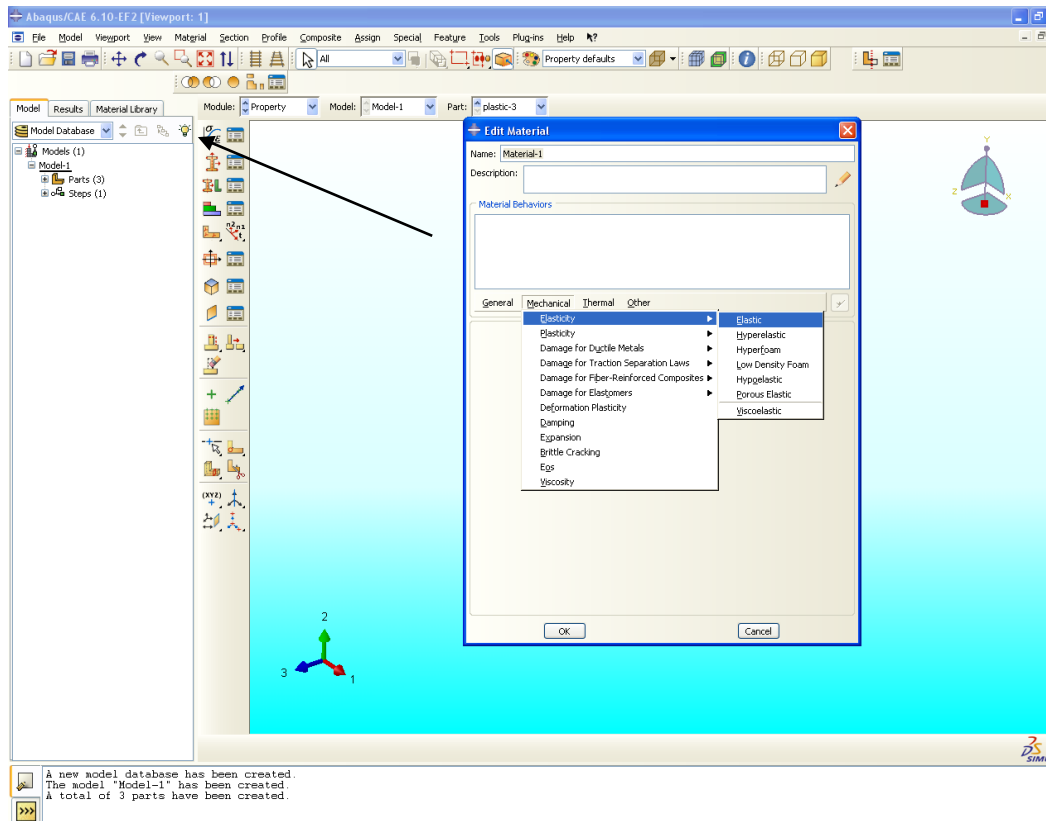 Abaqus/CAE 6.10-EF2 [Viewport: 1]
File Model Viewport View Material Section Profile Composite Assign Special Feature Tools Plug-ins Help
All Property defaults
Model Results Material Library Module: Property Model: Model-1 Part: plastic-3
Model Database
Models (1)
Model-1
Parts (3)
Steps (1)
Edit Material
Name: Material-1
Description:
Material Behaviors
General Mechanical Thermal Other
Elasticity
Plasticity
Damage for Ductile Metals
Damage for Traction Separation Laws
Damage for Fiber-Reinforced Composites
Damage for Elastomers
Deformation Plasticity
Damping
Expansion
Brittle Cracking
Eos
Viscosity
Elastic
Hyperelastic
Hyperfoam
Low Density Foam
Hypoelastic
Porous Elastic
Viscoelastic
OK Cancel
Y
Z X
(XYZ)
2
3 1
A new model database has been created.
The model "Model-1" has been created.
A total of 3 parts have been created.